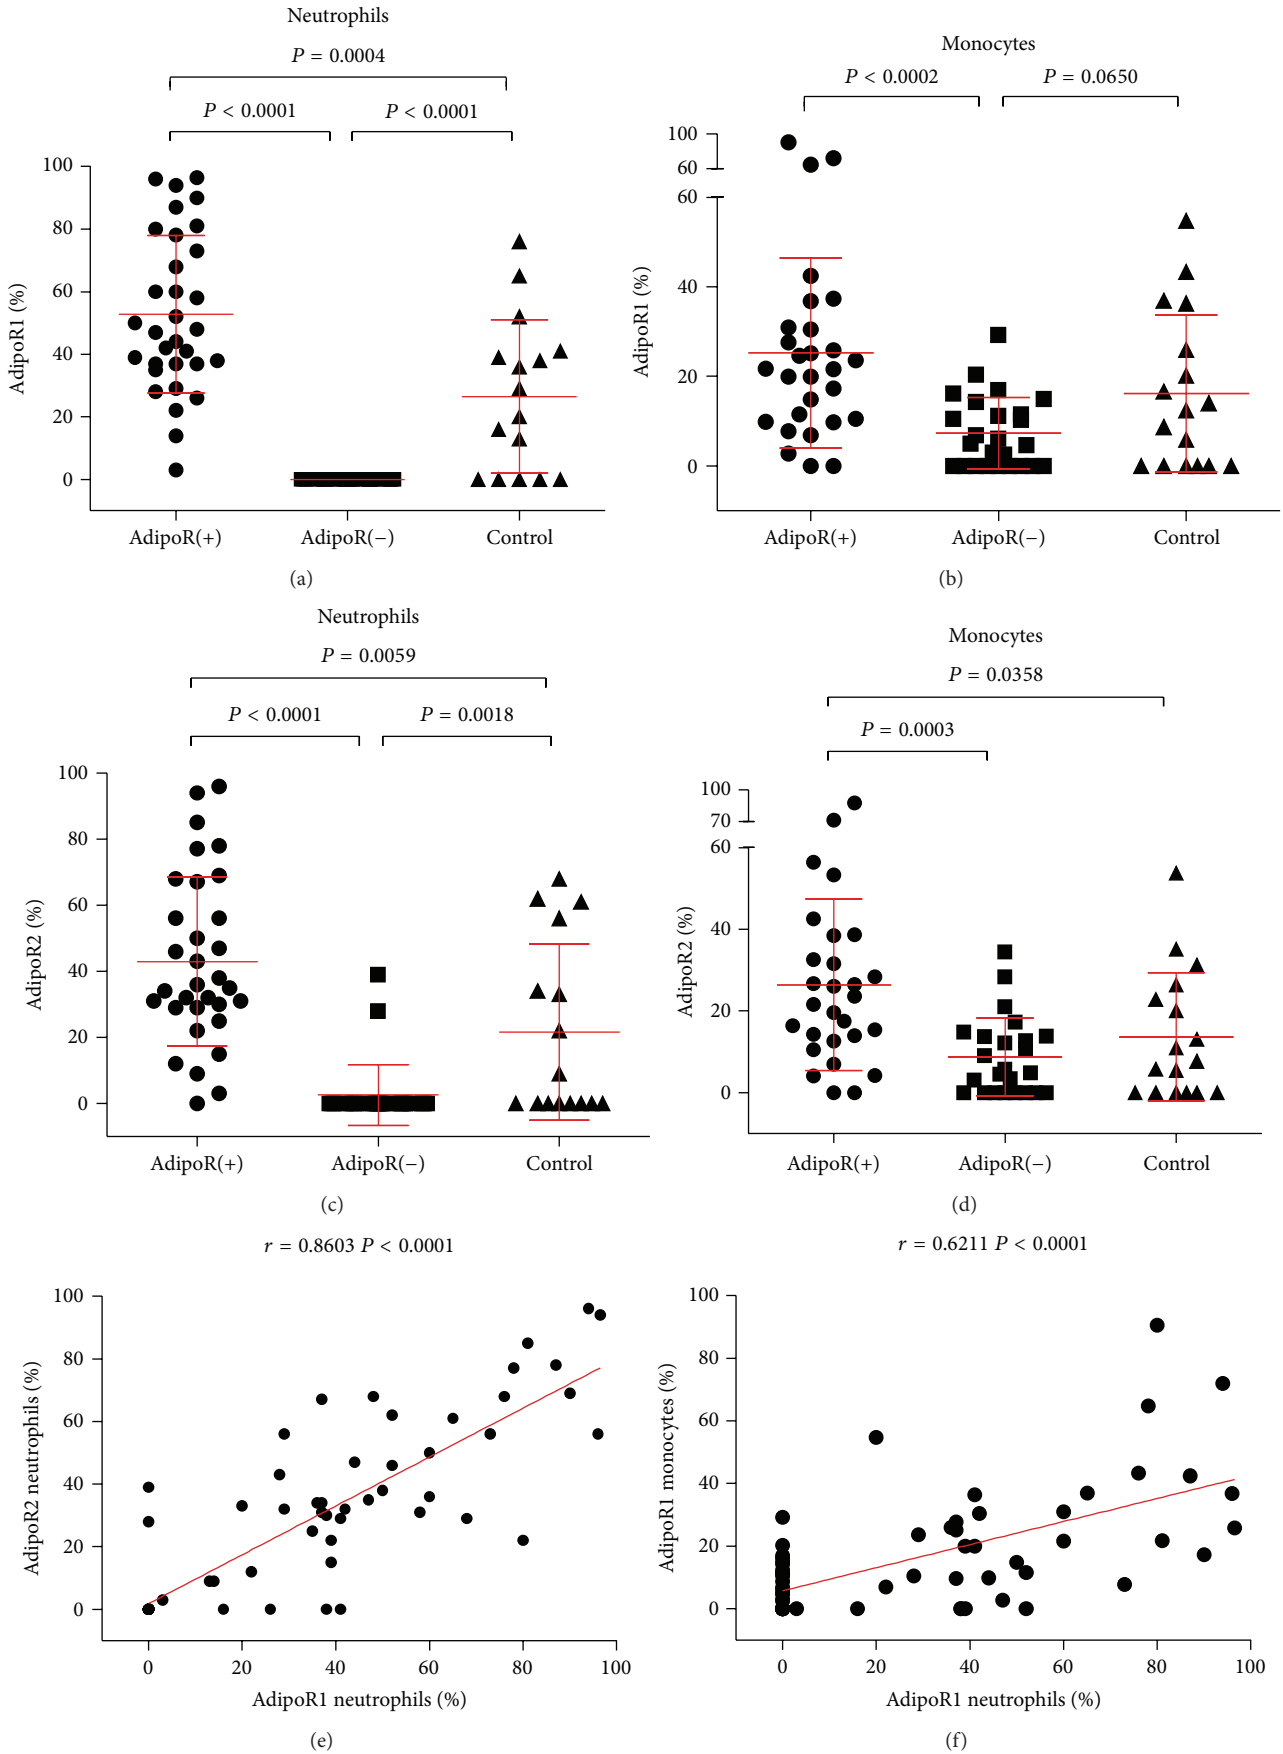 Neutrophils
P = 0.0004
P < 0.0001
P < 0.0001
AdipoR1 (%)
100
80
60
40
20
0
AdipoR(+)
AdipoR(−)
Control
(a)
Monocytes
P < 0.0002
P = 0.0650
AdipoR1 (%)
100
60
60
40
20
0
AdipoR(+)
AdipoR(−)
Control
(b)
Neutrophils
P = 0.0059
P < 0.0001
P = 0.0018
AdipoR2 (%)
100
80
60
40
20
0
AdipoR(+)
AdipoR(−)
Control
(c)
Monocytes
P = 0.0358
P = 0.0003
AdipoR2 (%)
100
70
60
40
20
0
AdipoR(+)
AdipoR(−)
Control
(d)
r = 0.8603 P < 0.0001
AdipoR2 neutrophils (%)
100
80
60
40
20
0
0 20 40 60 80 100
AdipoR1 neutrophils (%)
(e)
r = 0.6211 P < 0.0001
AdipoR1 monocytes (%)
100
80
60
40
20
0
0 20 40 60 80 100
AdipoR1 neutrophils (%)
(f)